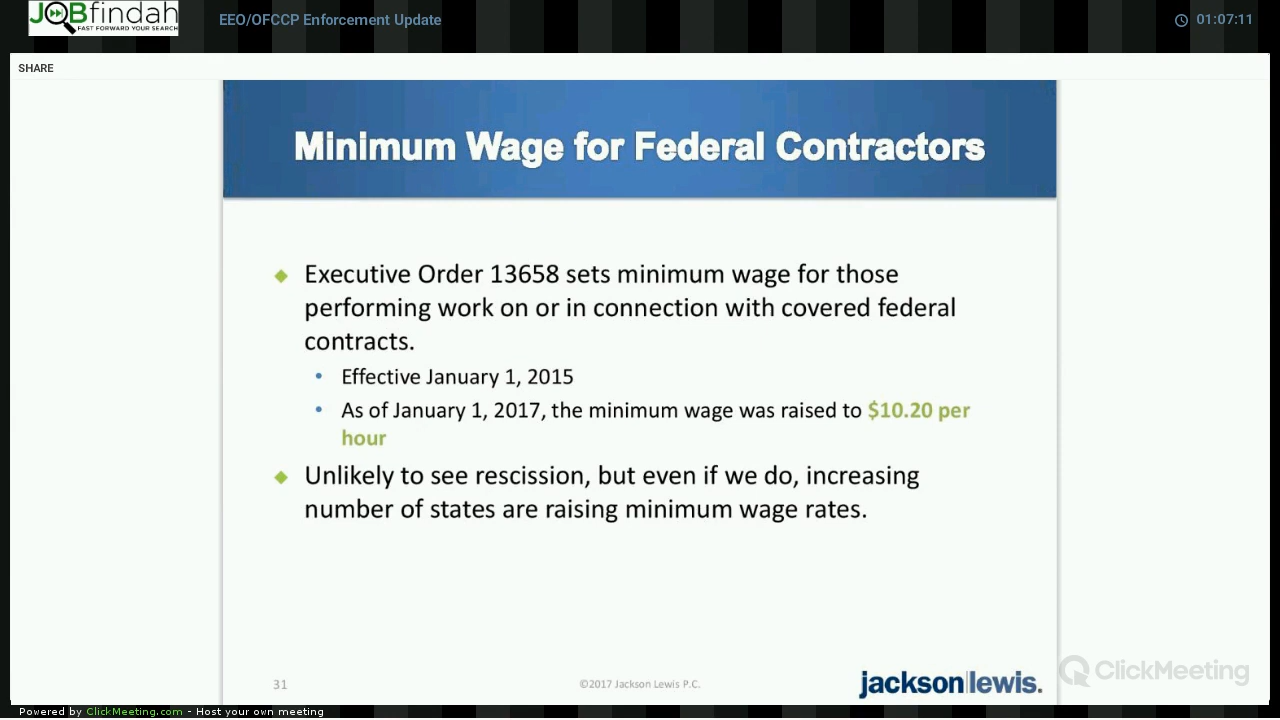 JOBfindah
FAST FORWARD YOUR SEARCH
EEO/OFCCP Enforcement Update
01:07:11
SHARE
Minimum Wage for Federal Contractors
Executive Order 13658 sets minimum wage for those
performing work on or in connection with covered federal
contracts.
Effective January 1, 2015
As of January 1, 2017, the minimum wage was raised to $10.20 per
hour
Unlikely to see rescission, but even if we do, increasing
number of states are raising minimum wage rates.
31
©2017 Jackson Lewis P.C.
jackson lewis.
ClickMeeting
Powered by ClickMeeting.com - Host your own meeting